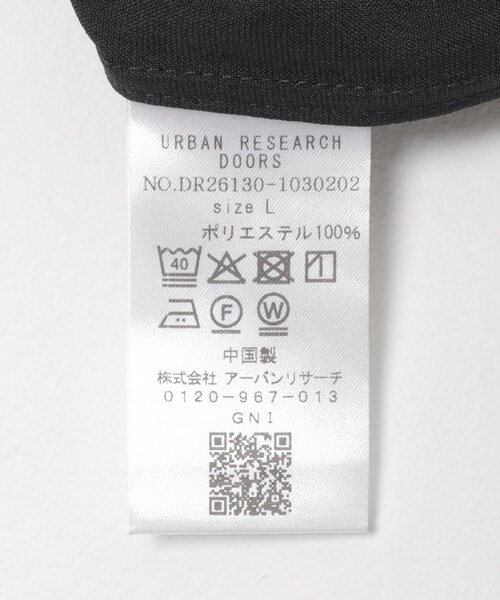 URBAN RESEARCH
DOORS
NO.DR26130-1030202
size L
ポリエステル100%
40
F W
中国製
株式会社 アーバンリサーチ
0120-967-013
GNI